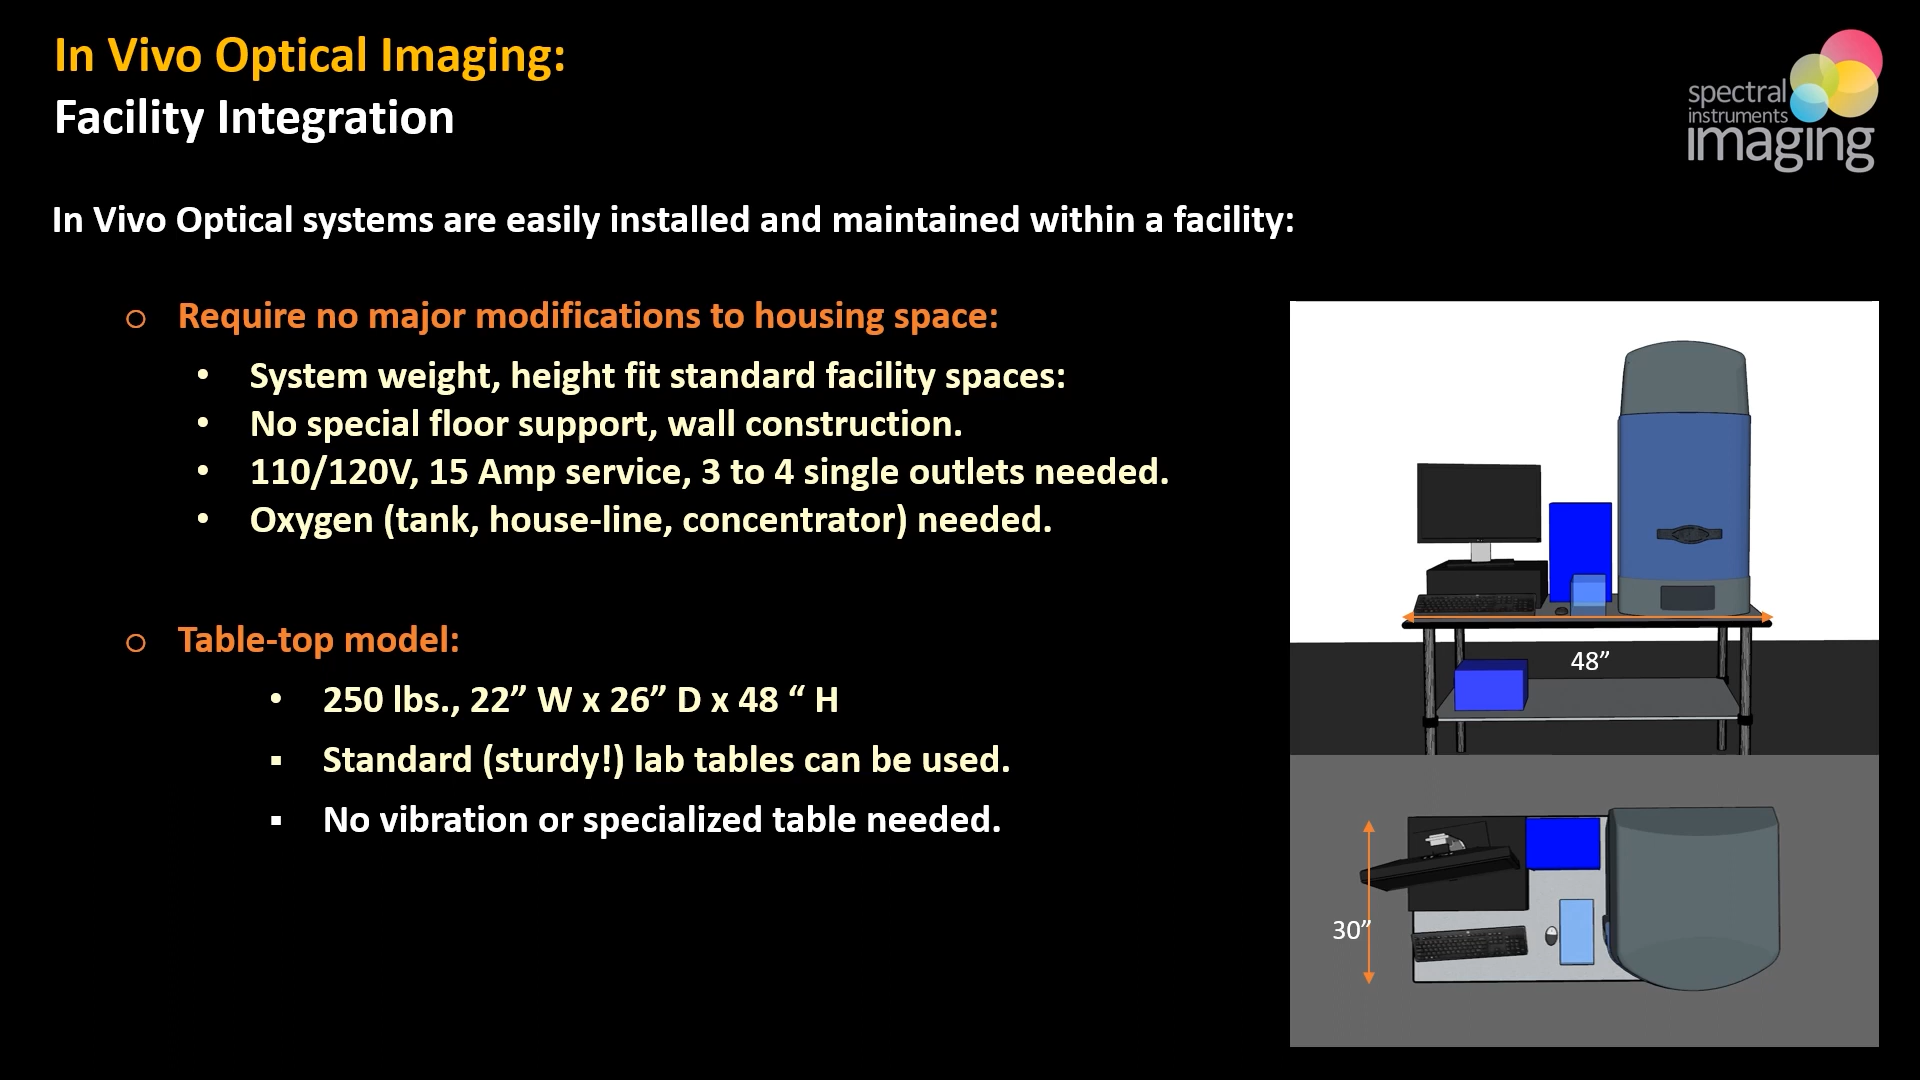 In Vivo Optical Imaging:
Facility Integration
spectral
instruments
imaging
In Vivo Optical systems are easily installed and maintained within a facility:
o Require no major modifications to housing space:
• System weight, height fit standard facility spaces:
• No special floor support, wall construction.
• 110/120V, 15 Amp service, 3 to 4 single outlets needed.
• Oxygen (tank, house-line, concentrator) needed.
o Table-top model:
• 250 lbs., 22” W x 26” D x 48 “ H
▪ Standard (sturdy!) lab tables can be used.
▪ No vibration or specialized table needed.
48”
30”